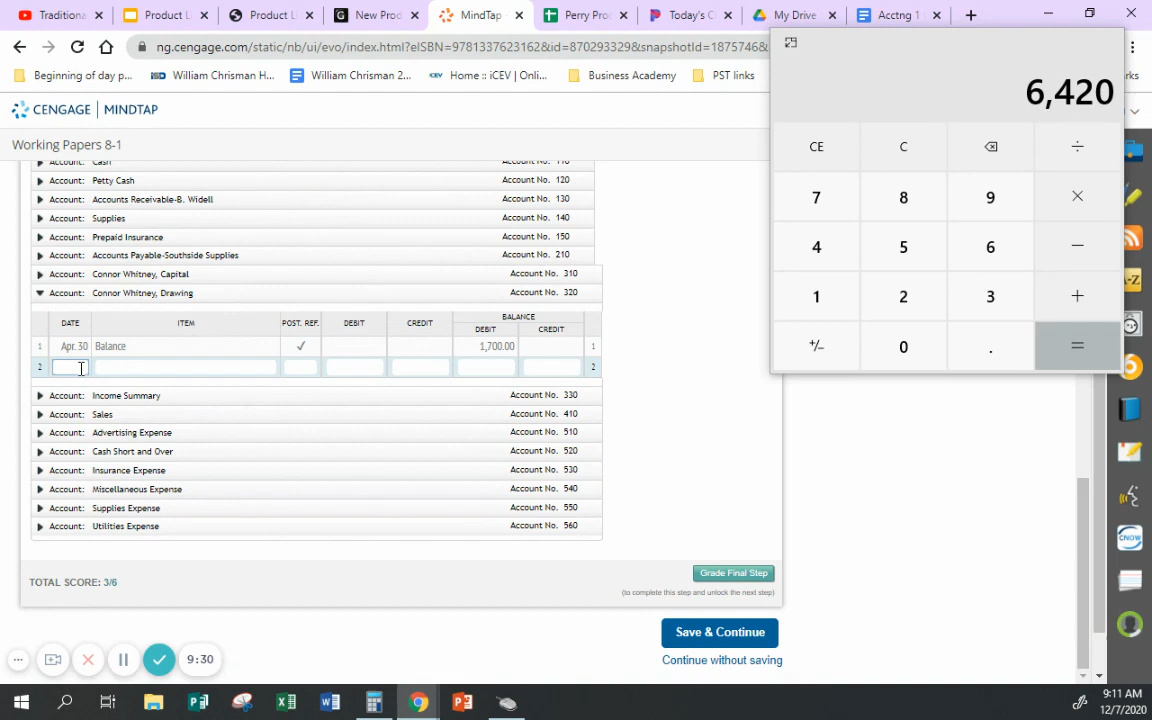 Traditiona
Product L
Product Li
New Prod
MindTap
Perry Proc
Today's C
My Drive
Acctng 1
ng.cengage.com/static/nb/ui/evo/index.html?eISBN=9781337623162&id=870293329&snapshotId=1875746&
Beginning of day p...
William Chrisman H...
William Chrisman 2...
Home :: iCEV | Onli...
Business Academy
PST links
rks
CENGAGE | MINDTAP
Working Papers 8-1
Account: Cash Account No. 110
Account: Petty Cash Account No. 120
Account: Accounts Receivable-B. Widell Account No. 130
Account: Supplies Account No. 140
Account: Prepaid Insurance Account No. 150
Account: Accounts Payable-Southside Supplies Account No. 210
Account: Connor Whitney, Capital Account No. 310
Account: Connor Whitney, Drawing Account No. 320
BALANCE
DATE ITEM POST. REF. DEBIT CREDIT DEBIT CREDIT
1 Apr. 30 Balance ✓ 1,700.00 1
2 2
Account: Income Summary Account No. 330
Account: Sales Account No. 410
Account: Advertising Expense Account No. 510
Account: Cash Short and Over Account No. 520
Account: Insurance Expense Account No. 530
Account: Miscellaneous Expense Account No. 540
Account: Supplies Expense Account No. 550
Account: Utilities Expense Account No. 560
TOTAL SCORE: 3/6
Grade Final Step
(to complete this step and unlock the next step)
Save & Continue
Continue without saving
6,420
CE C ⌫ ÷
7 8 9 ×
4 5 6 −
1 2 3 +
+/− 0 . =
A-Z
CNOW
9:30
9:11 AM
12/7/2020